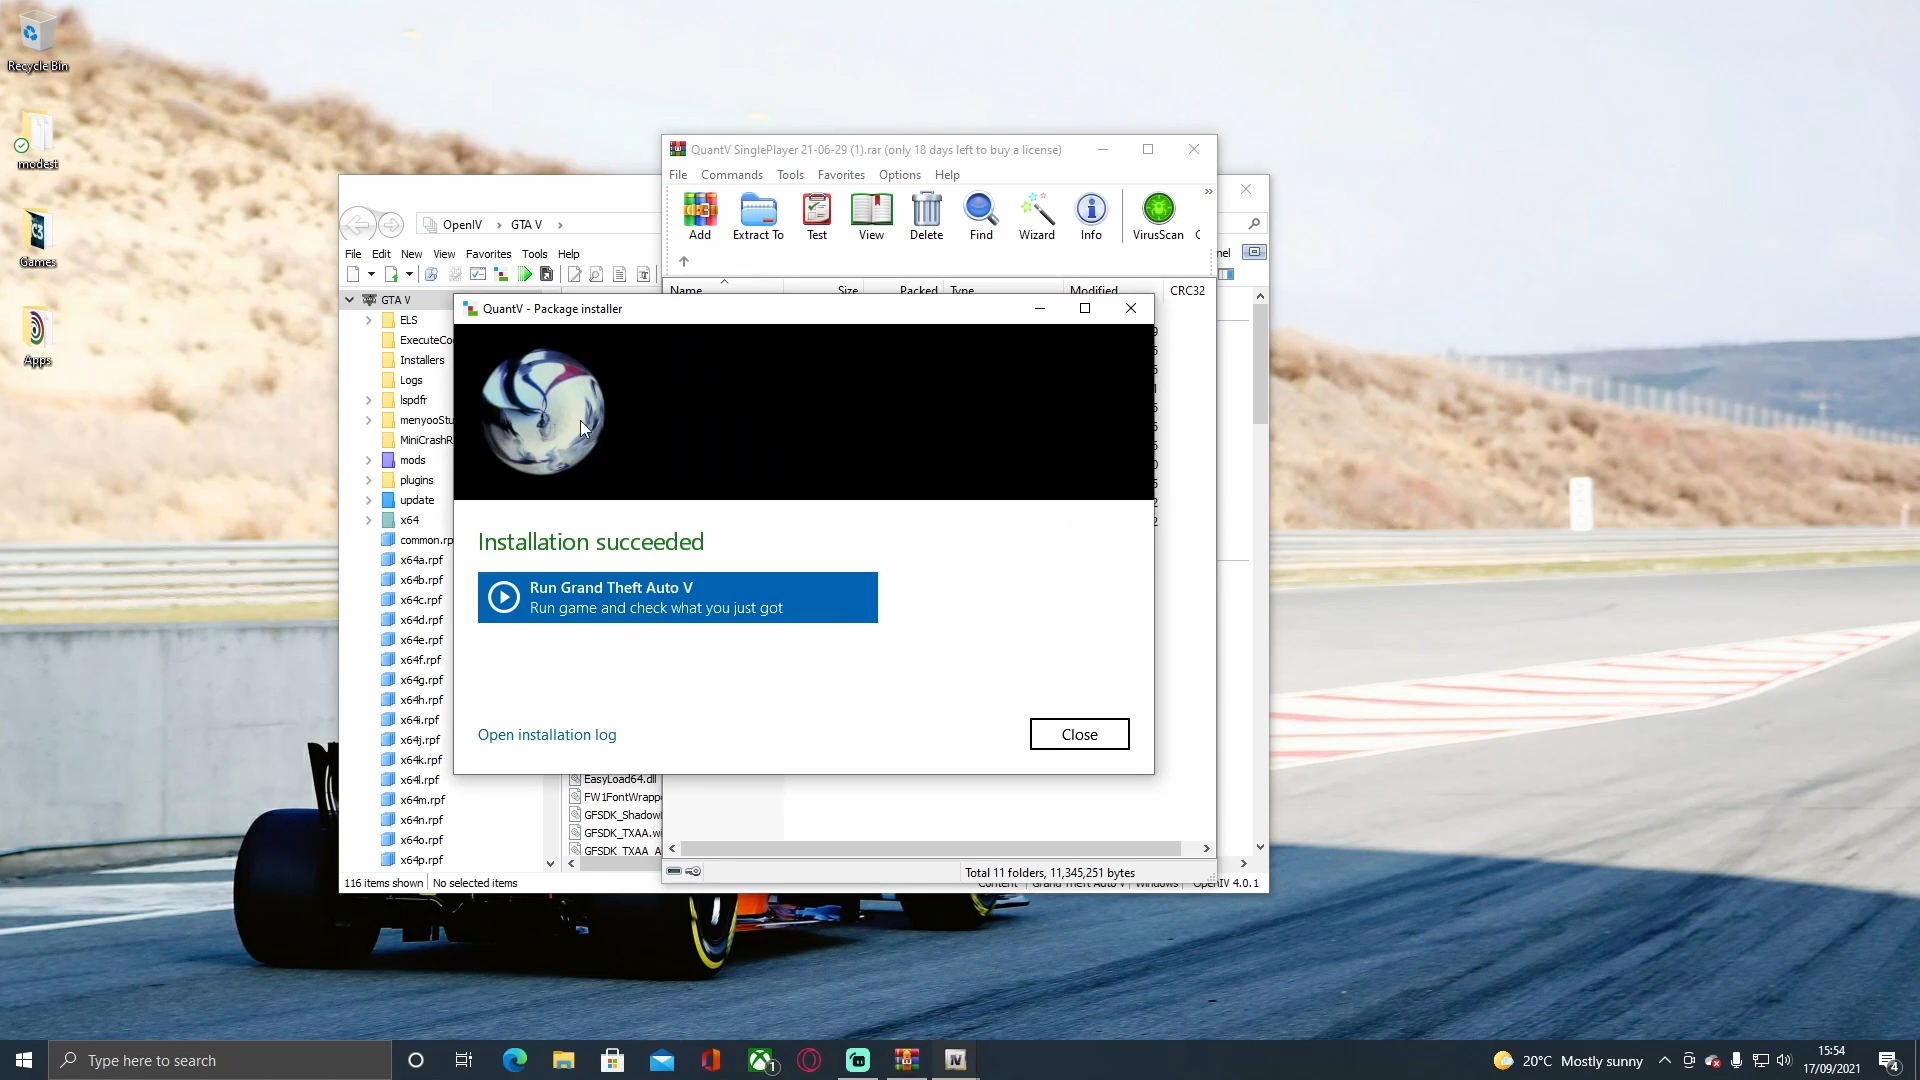 Recycle Bin
modest
Games
Apps
QuantV SinglePlayer 21-06-29 (1).rar (only 18 days left to buy a license)
File Commands Tools Favorites Options Help
Add Extract To Test View Delete Find Wizard Info VirusScan
Name Size Packed Type Modified CRC32
OpenIV GTA V
File Edit New View Favorites Tools Help
GTA V
ELS
Installers
Logs
lspdfr
mods
plugins
update
x64
x64a.rpf
x64b.rpf
x64c.rpf
x64d.rpf
x64e.rpf
x64f.rpf
x64g.rpf
x64h.rpf
x64i.rpf
x64j.rpf
x64k.rpf
x64l.rpf
x64m.rpf
x64n.rpf
x64o.rpf
x64p.rpf
QuantV - Package installer
Installation succeeded
Run Grand Theft Auto V
Run game and check what you just got
Open installation log
Close
EasyLoad64.dll
Total 11 folders, 11,345,251 bytes
116 items shown No selected items
Content Grand Theft Auto V Windows OpenIV 4.0.1
Type here to search
1
20°C Mostly sunny
15:54
17/09/2021
4